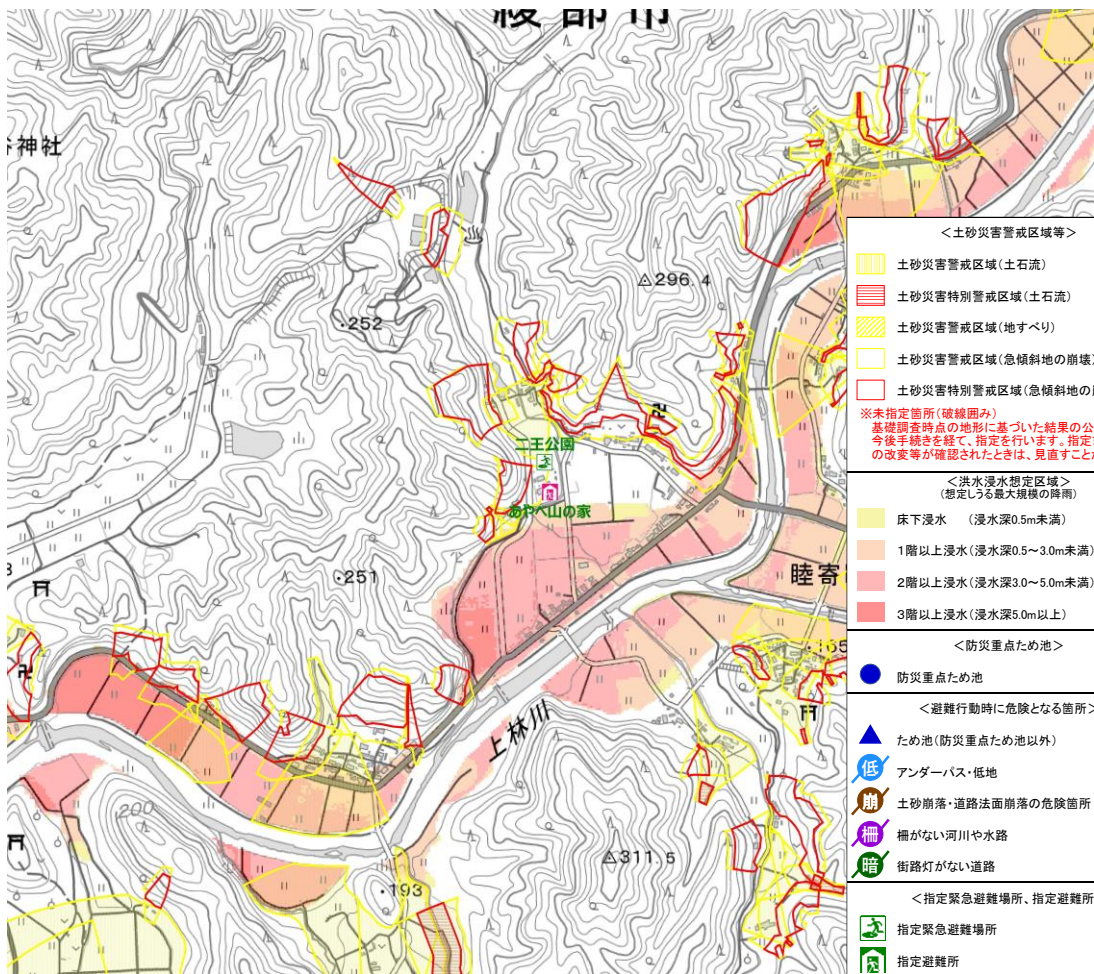 綾部市
神社
296.4
252
二王公園
あやべ山の家
251
睦寄
165
上林川
200
311.5
193
<土砂災害警戒区域等>
土砂災害警戒区域(土石流)
土砂災害特別警戒区域(土石流)
土砂災害警戒区域(地すべり)
土砂災害警戒区域(急傾斜地の崩壊)
土砂災害特別警戒区域(急傾斜地の
※未指定箇所(破線囲み)
基礎調査時点の地形に基づいた結果の公
今後手続きを経て、指定を行います。指定
の改変等が確認されたときは、見直すことが
<洪水浸水想定区域>
(想定しうる最大規模の降雨)
床下浸水 (浸水深0.5m未満)
1階以上浸水(浸水深0.5~3.0m未満)
2階以上浸水(浸水深3.0~5.0m未満)
3階以上浸水(浸水深5.0m以上)
<防災重点ため池>
防災重点ため池
<避難行動時に危険となる箇所>
ため池(防災重点ため池以外)
低 アンダーパス・低地
崩 土砂崩落・道路法面崩落の危険箇所
柵 柵がない河川や水路
暗 街路灯がない道路
<指定緊急避難場所、指定避難所
指定緊急避難場所
指定避難所